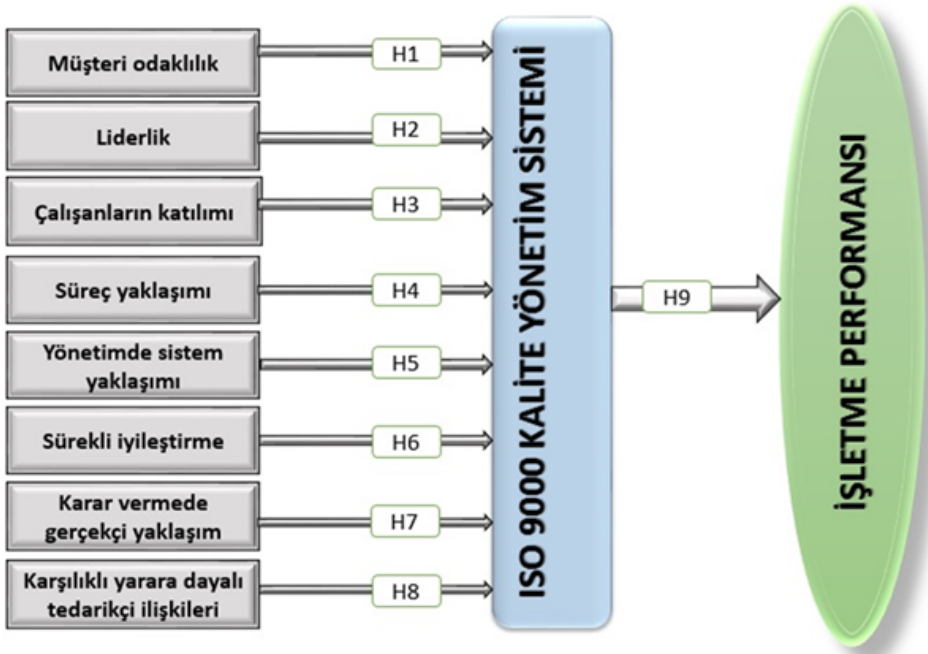 Müşteri odaklılık
H1
Liderlik
H2
Çalışanların katılımı
H3
Süreç yaklaşımı
H4
Yönetimde sistem
yaklaşımı
H5
Sürekli iyileştirme
H6
Karar vermede
gerçekçi yaklaşım
H7
Karşılıklı yarara dayalı
tedarikçi ilişkileri
H8
ISO 9000 KALİTE YÖNETİM SİSTEMİ
H9
İŞLETME PERFORMANSI